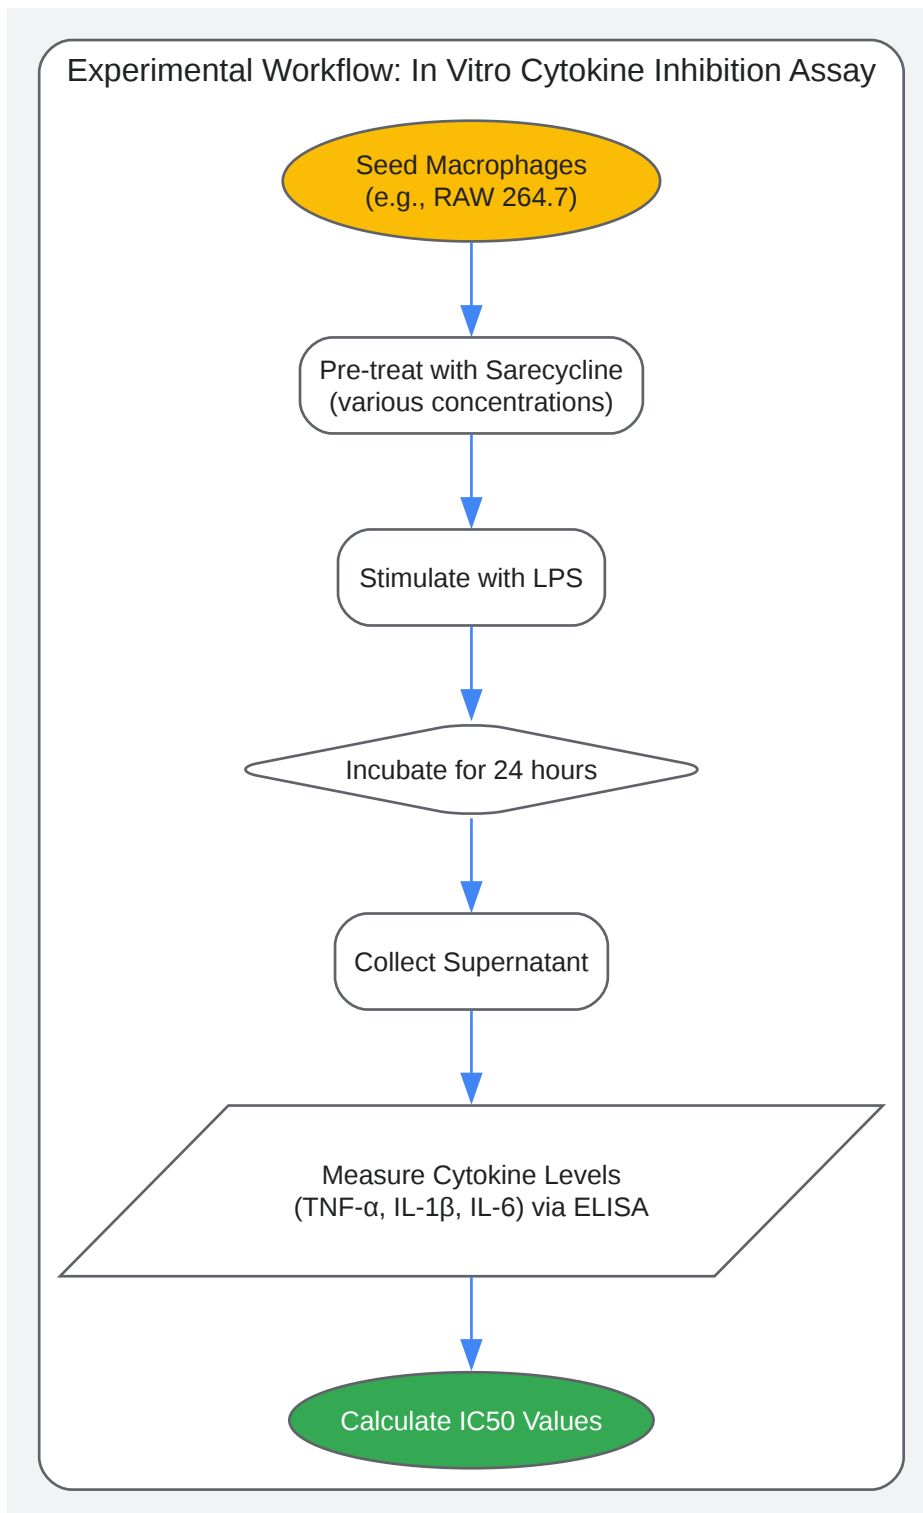 Experimental Workflow: In Vitro Cytokine Inhibition Assay
Seed Macrophages
(e.g., RAW 264.7)
Pre-treat with Sarecycline
(various concentrations)
Stimulate with LPS
Incubate for 24 hours
Collect Supernatant
Measure Cytokine Levels
(TNF-α, IL-1β, IL-6) via ELISA
Calculate IC50 Values